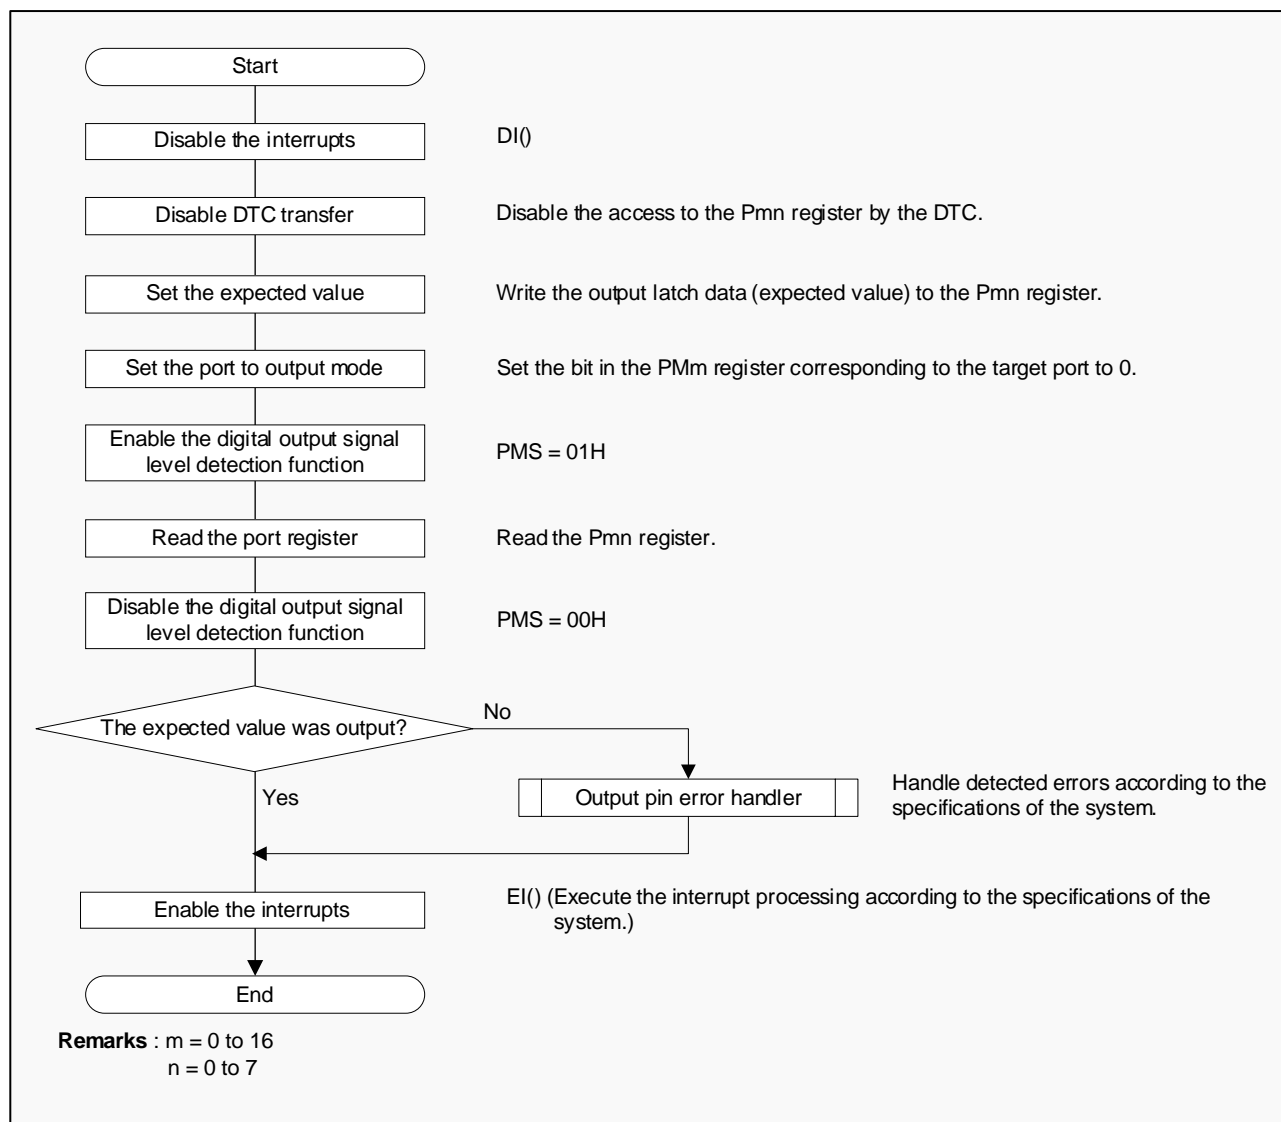 Start
Disable the interrupts
DI()
Disable DTC transfer
Disable the access to the Pmn register by the DTC.
Set the expected value
Write the output latch data (expected value) to the Pmn register.
Set the port to output mode
Set the bit in the PMm register corresponding to the target port to 0.
Enable the digital output signal
level detection function
PMS = 01H
Read the port register
Read the Pmn register.
Disable the digital output signal
level detection function
PMS = 00H
The expected value was output?
No
Yes
Output pin error handler
Handle detected errors according to the
specifications of the system.
Enable the interrupts
EI() (Execute the interrupt processing according to the specifications of the
system.)
End
Remarks : m = 0 to 16
n = 0 to 7